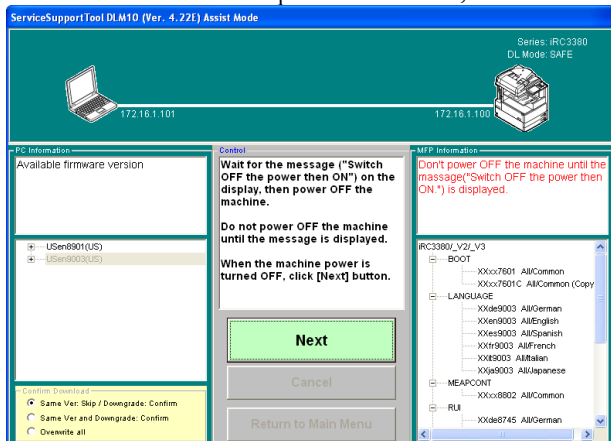 ServiceSupportTool DLM10 (Ver. 4.22E) Assist Mode
Series: iRC3380
DL Mode: SAFE
172.16.1.101
172.16.1.100
PC Information
Available firmware version
USen8901(US)
USen8003(US)
Confirm Download
Same Ver: Skip / Downgrade: Confirm
Same Ver and Downgrade: Confirm
Overwrite all
Control
Wait for the message ("Switch
OFF the power then ON") on the
display, then power OFF the
machine.
Do not power OFF the machine
until the message is displayed.
When the machine power is
turned OFF, click [Next] button.
Next
Cancel
Return to Main Menu
MFP Information
Don't power OFF the machine until the
massage("Switch OFF the power then
ON.") is displayed.
iRC3380/_V2/_V3
BOOT
XXxx7601 All/Common
XXxx7601C All/Common (Copy
LANGUAGE
XXde9003 All/German
XXen9003 All/English
XXes9003 All/Spanish
XXfr9003 All/French
XXit9003 All/Italian
XXja9003 All/Japanese
MEAPCONT
XXxx8802 All/Common
RUI
XXde8745 All/German